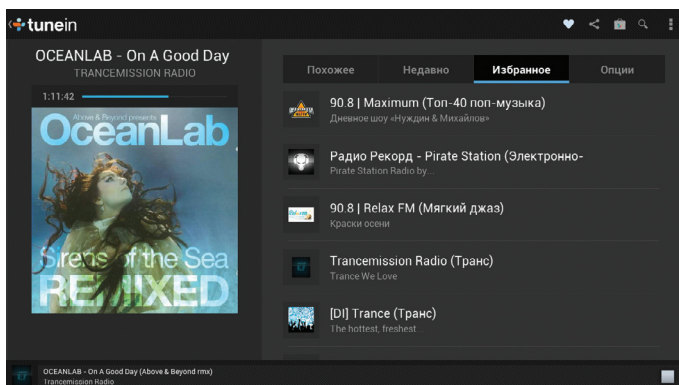 tunein
OCEANLAB - On A Good Day
TRANCEMISSION RADIO
1:11:42
Above & Beyond presents
OceanLab
Sirens of the Sea
REMIXED
Похожее
Недавно
Избранное
Опции
90.8 | Maximum (Топ-40 поп-музыка)
Дневное шоу «Нуждин & Михайлов»
Радио Рекорд - Pirate Station (Электронно-
Pirate Station Radio by...
90.8 | Relax FM (Мягкий джаз)
Краски осени
Trancemission Radio (Транс)
Trance We Love
[DI] Trance (Транс)
The hottest, freshest...
OCEANLAB - On A Good Day (Above & Beyond rmx)
Trancemission Radio